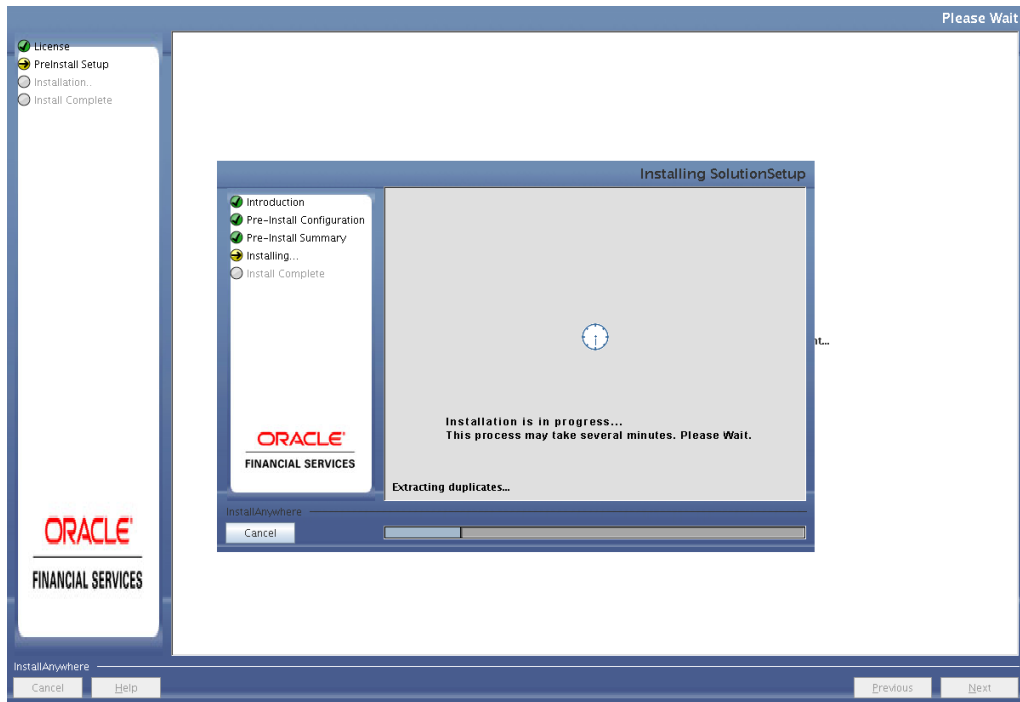 Please Wait
License
PreInstall Setup
Installation..
Install Complete
Installing SolutionSetup
Introduction
Pre-Install Configuration
Pre-Install Summary
Installing...
Install Complete
Installation is in progress...
This process may take several minutes. Please Wait.
ORACLE
FINANCIAL SERVICES
Extracting duplicates...
InstallAnywhere
Cancel
ORACLE
FINANCIAL SERVICES
InstallAnywhere
Cancel
Help
Previous
Next